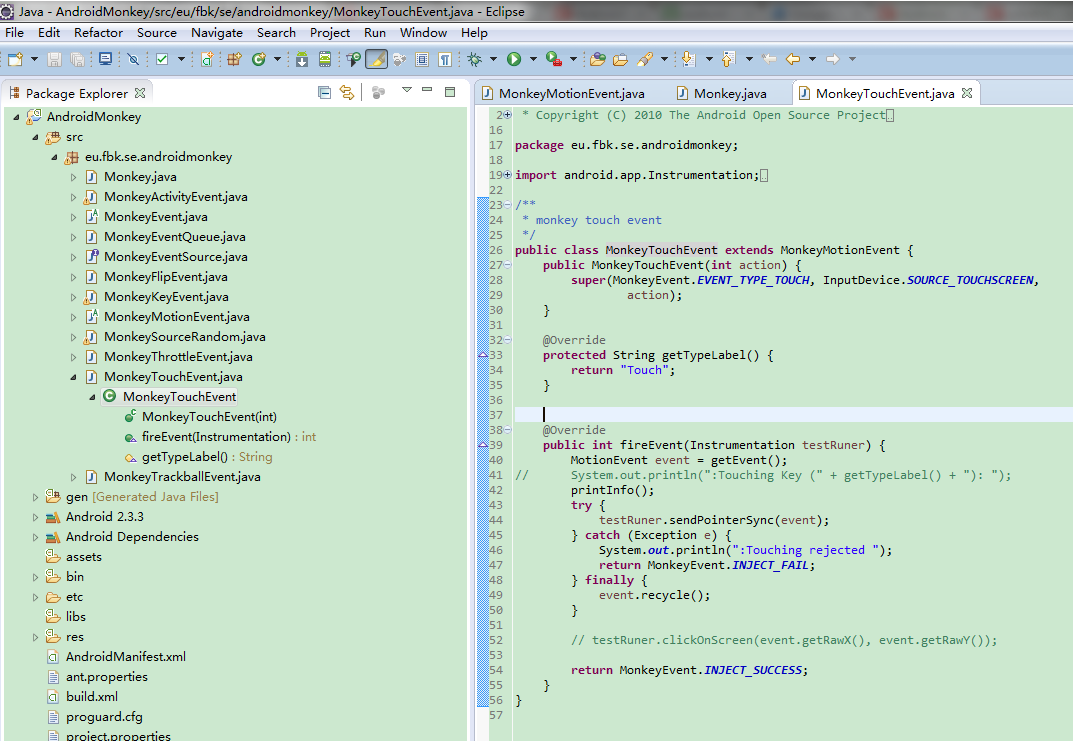 Java - AndroidMonkey/src/eu/fbk/se/androidmonkey/MonkeyTouchEvent.java - Eclipse
File Edit Refactor Source Navigate Search Project Run Window Help
Package Explorer
AndroidMonkey
src
eu.fbk.se.androidmonkey
Monkey.java
MonkeyActivityEvent.java
MonkeyEvent.java
MonkeyEventQueue.java
MonkeyEventSource.java
MonkeyFlipEvent.java
MonkeyKeyEvent.java
MonkeyMotionEvent.java
MonkeySourceRandom.java
MonkeyThrottleEvent.java
MonkeyTouchEvent.java
MonkeyTouchEvent
MonkeyTouchEvent(int)
fireEvent(Instrumentation) : int
getTypeLabel() : String
MonkeyTrackballEvent.java
gen [Generated Java Files]
Android 2.3.3
Android Dependencies
assets
bin
etc
libs
res
AndroidManifest.xml
ant.properties
build.xml
proguard.cfg
project.properties
MonkeyMotionEvent.java Monkey.java MonkeyTouchEvent.java
2 * Copyright (C) 2010 The Android Open Source Project
16
17 package eu.fbk.se.androidmonkey;
18
19 import android.app.Instrumentation;
22
23 /**
24 * monkey touch event
25 */
26 public class MonkeyTouchEvent extends MonkeyMotionEvent {
27 public MonkeyTouchEvent(int action) {
28 super(MonkeyEvent.EVENT_TYPE_TOUCH, InputDevice.SOURCE_TOUCHSCREEN,
29 action);
30 }
31
32 @Override
33 protected String getTypeLabel() {
34 return "Touch";
35 }
36
37
38 @Override
39 public int fireEvent(Instrumentation testRuner) {
40 MotionEvent event = getEvent();
41 // System.out.println(":Touching Key (" + getTypeLabel() + "): ");
42 printInfo();
43 try {
44 testRuner.sendPointerSync(event);
45 } catch (Exception e) {
46 System.out.println(":Touching rejected ");
47 return MonkeyEvent.INJECT_FAIL;
48 } finally {
49 event.recycle();
50 }
51
52 // testRuner.clickOnScreen(event.getRawX(), event.getRawY());
53
54 return MonkeyEvent.INJECT_SUCCESS;
55 }
56 }
57